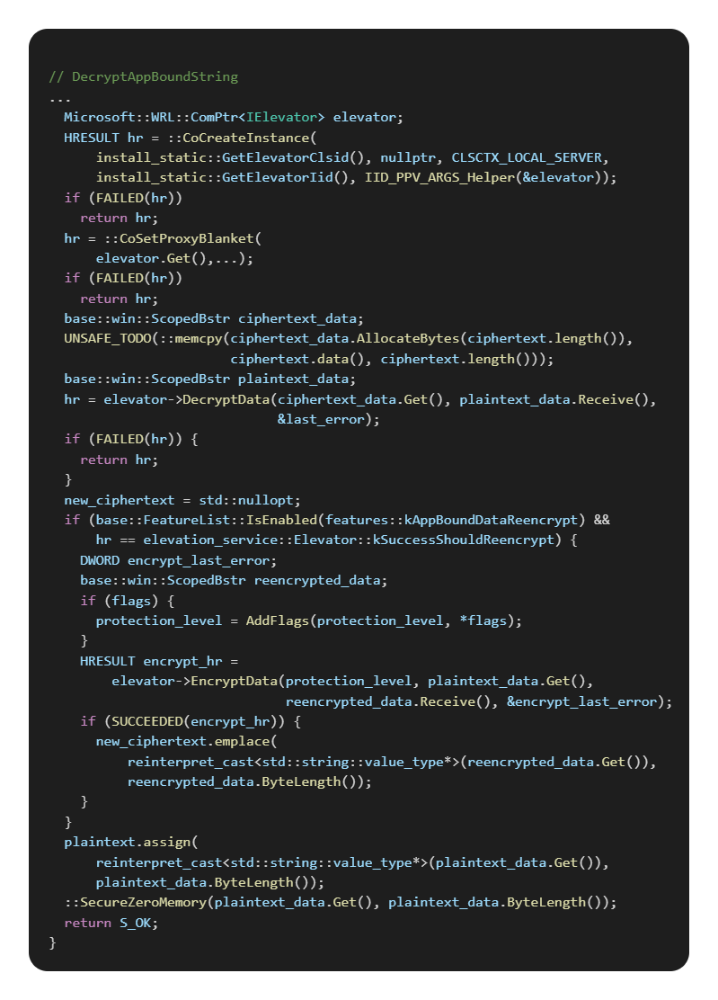 // DecryptAppBoundString
...
  Microsoft::WRL::ComPtr<IElevator> elevator;
  HRESULT hr = ::CoCreateInstance(
      install_static::GetElevatorClsid(), nullptr, CLSCTX_LOCAL_SERVER,
      install_static::GetElevatorIid(), IID_PPV_ARGS_Helper(&elevator));
  if (FAILED(hr))
    return hr;
  hr = ::CoSetProxyBlanket(
      elevator.Get(),...);
  if (FAILED(hr))
    return hr;
  base::win::ScopedBstr ciphertext_data;
  UNSAFE_TODO(::memcpy(ciphertext_data.AllocateBytes(ciphertext.length()),
                       ciphertext.data(), ciphertext.length()));
  base::win::ScopedBstr plaintext_data;
  hr = elevator->DecryptData(ciphertext_data.Get(), plaintext_data.Receive(),
                             &last_error);
  if (FAILED(hr)) {
    return hr;
  }
  new_ciphertext = std::nullopt;
  if (base::FeatureList::IsEnabled(features::kAppBoundDataReencrypt) &&
      hr == elevation_service::Elevator::kSuccessShouldReencrypt) {
    DWORD encrypt_last_error;
    base::win::ScopedBstr reencrypted_data;
    if (flags) {
      protection_level = AddFlags(protection_level, *flags);
    }
    HRESULT encrypt_hr =
        elevator->EncryptData(protection_level, plaintext_data.Get(),
                              reencrypted_data.Receive(), &encrypt_last_error);
    if (SUCCEEDED(encrypt_hr)) {
      new_ciphertext.emplace(
          reinterpret_cast<std::string::value_type*>(reencrypted_data.Get()),
          reencrypted_data.ByteLength());
    }
  }
  plaintext.assign(
      reinterpret_cast<std::string::value_type*>(plaintext_data.Get()),
      plaintext_data.ByteLength());
  ::SecureZeroMemory(plaintext_data.Get(), plaintext_data.ByteLength());
  return S_OK;
}